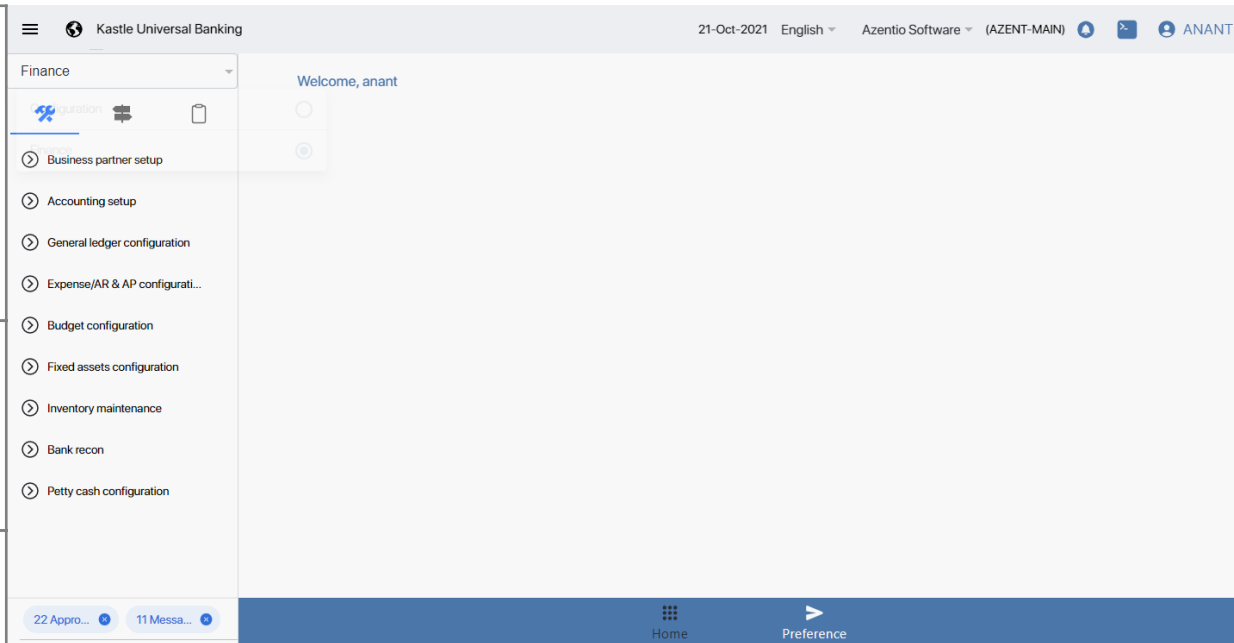 Kastle Universal Banking
21-Oct-2021 English Azentio Software (AZENT-MAIN) ANANT
Finance
Welcome, anant
Configuration
Finance
Business partner setup
Accounting setup
General ledger configuration
Expense/AR & AP configurati...
Budget configuration
Fixed assets configuration
Inventory maintenance
Bank recon
Petty cash configuration
22 Appro... 11 Messa...
Home Preference